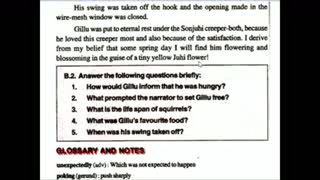 His swing was taken off the hook and the opening made in the
wire-mesh window was closed.
Gillu was put to eternal rest under the Sonjuhi creeper-both, because
he loved this creeper most and also because of the satisfaction. I derive
from my belief that some spring day I will find him flowering and
blossoming in the guise of a tiny yellow Juhi flower!
B.2. Answer the following questions briefly:
1. How would Gillu inform that he was hungry?
2. What prompted the narrator to set Gillu free?
3. What is the life span of squirrels?
4. What was Gillu's favourite food?
5. When was his swing taken off?
GLOSSARY AND NOTES
unexpectedly (adv) : Which was not expected to happen
poking (gerund) : push sharply